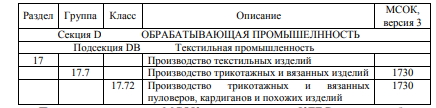 Раздел Группа Класс Описание МСОК, версия 3
Секция D ОБРАБАТЫВАЮЩАЯ ПРОМЫШЛЕННОСТЬ
Подсекция DB Текстильная промышленность
17 Производство текстильных изделий
17.7 Производство трикотажных и вязанных изделий 1730
17.72 Производство трикотажных и вязанных 1730
пуловеров, кардиганов и похожих изделий